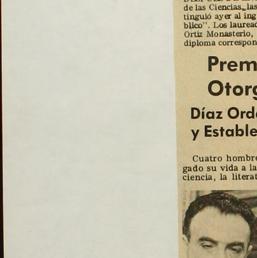 de las Ciencias, las
tinguió ayer al ing
blico". Los laurea
Ortiz Monasterio,
diploma correspon
Prem
Otorg
Díaz Ord
y Estable
Cuatro hombre
gado su vida a la
ciencia, la literat